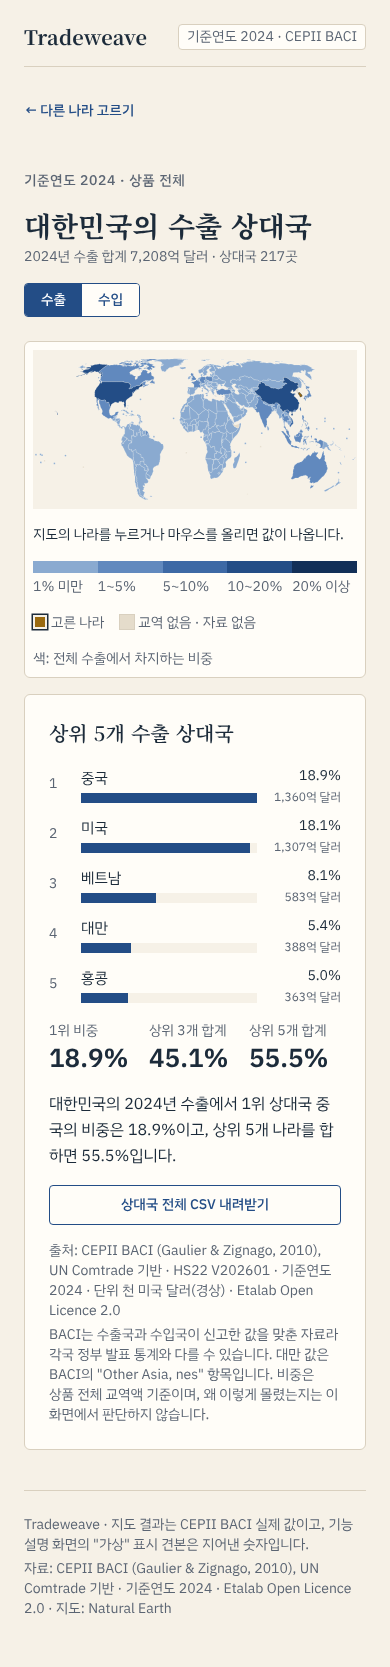 Tradeweave
기준연도 2024 · CEPII BACI
← 다른 나라 고르기
기준연도 2024 · 상품 전체
대한민국의 수출 상대국
2024년 수출 합계 7,208억 달러 · 상대국 217곳
수출 수입
지도의 나라를 누르거나 마우스를 올리면 값이 나옵니다.
1% 미만 1~5% 5~10% 10~20% 20% 이상
고른 나라 교역 없음 · 자료 없음
색: 전체 수출에서 차지하는 비중
상위 5개 수출 상대국
1 중국 18.9%
1,360억 달러
2 미국 18.1%
1,307억 달러
3 베트남 8.1%
583억 달러
4 대만 5.4%
388억 달러
5 홍콩 5.0%
363억 달러
1위 비중 상위 3개 합계 상위 5개 합계
18.9% 45.1% 55.5%
대한민국의 2024년 수출에서 1위 상대국 중
국의 비중은 18.9%이고, 상위 5개 나라를 합
하면 55.5%입니다.
상대국 전체 CSV 내려받기
출처: CEPII BACI (Gaulier & Zignago, 2010),
UN Comtrade 기반 · HS22 V202601 · 기준연도
2024 · 단위 천 미국 달러(경상) · Etalab Open
Licence 2.0
BACI는 수출국과 수입국이 신고한 값을 맞춘 자료라
각국 정부 발표 통계와 다를 수 있습니다. 대만 값은
BACI의 "Other Asia, nes" 항목입니다. 비중은
상품 전체 교역액 기준이며, 왜 이렇게 몰렸는지는 이
화면에서 판단하지 않습니다.
Tradeweave · 지도 결과는 CEPII BACI 실제 값이고, 기능
설명 화면의 "가상" 표시 견본은 지어낸 숫자입니다.
자료: CEPII BACI (Gaulier & Zignago, 2010), UN
Comtrade 기반 · 기준연도 2024 · Etalab Open Licence
2.0 · 지도: Natural Earth